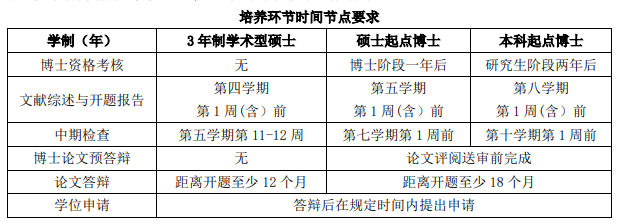 培养环节时间节点要求
学制（年） 3 年制学术型硕士 硕士起点博士 本科起点博士
博士资格考核 无 博士阶段一年后 研究生阶段两年后
文献综述与开题报告 第四学期 第五学期 第八学期
第 1 周(含）前 第 1 周(含）前 第 1 周(含）前
中期检查 第五学期第 11-12 周 第七学期第 1 周前 第十学期第 1 周前
博士论文预答辩 无 论文评阅送审前完成
论文答辩 距离开题至少 12 个月 距离开题至少 18 个月
学位申请 答辩后在规定时间内提出申请